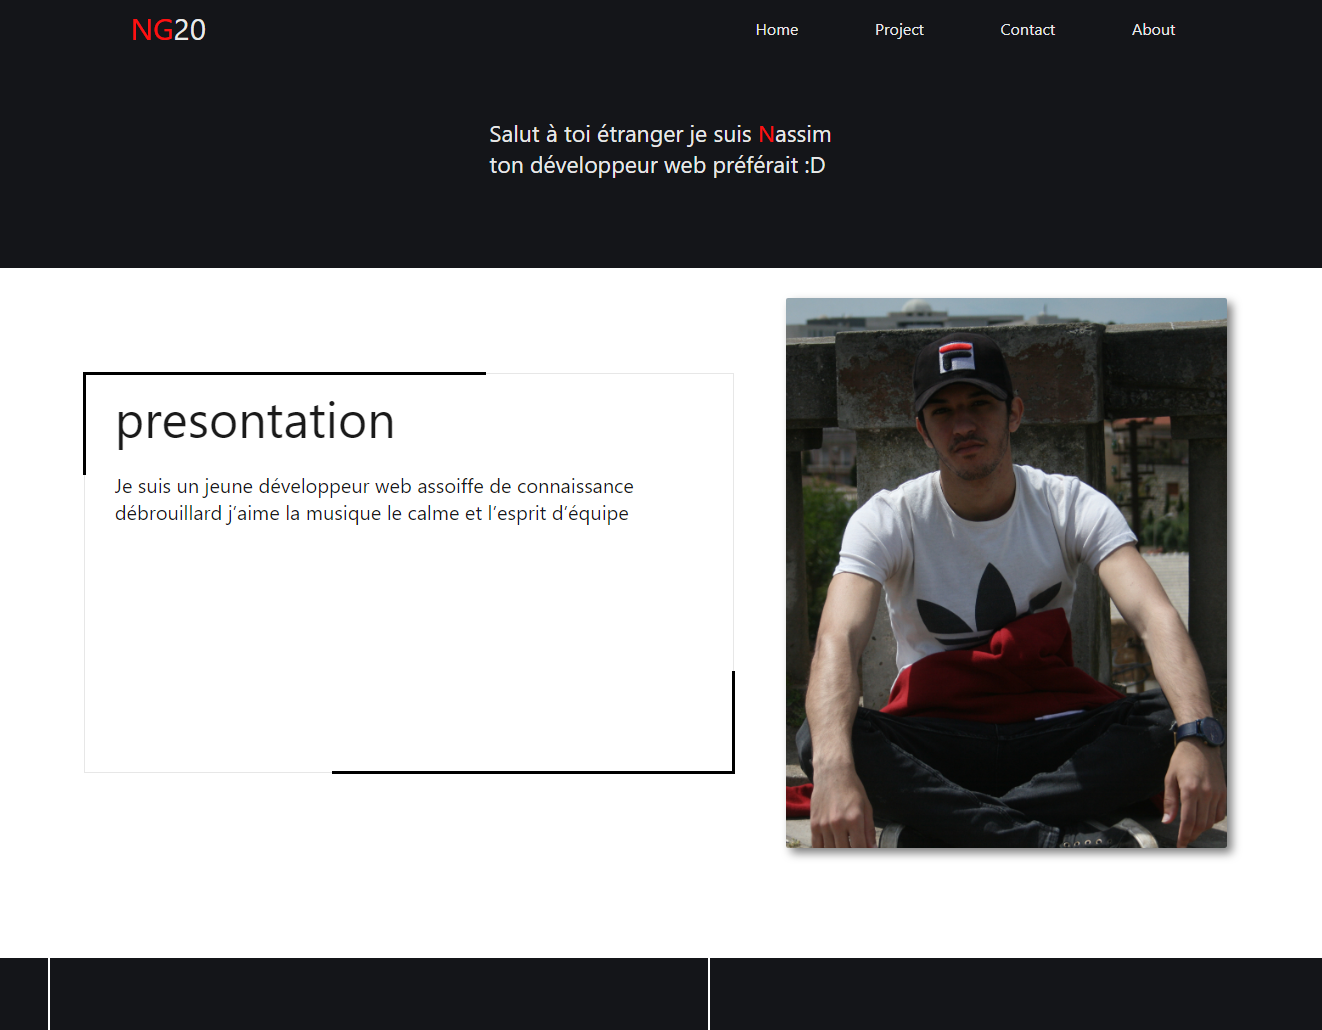 NG20
Home
Project
Contact
About
Salut à toi étranger je suis Nassim
ton développeur web préférait :D
presontation
Je suis un jeune développeur web assoiffe de connaissance
débrouillard j’aime la musique le calme et l’esprit d’équipe
F